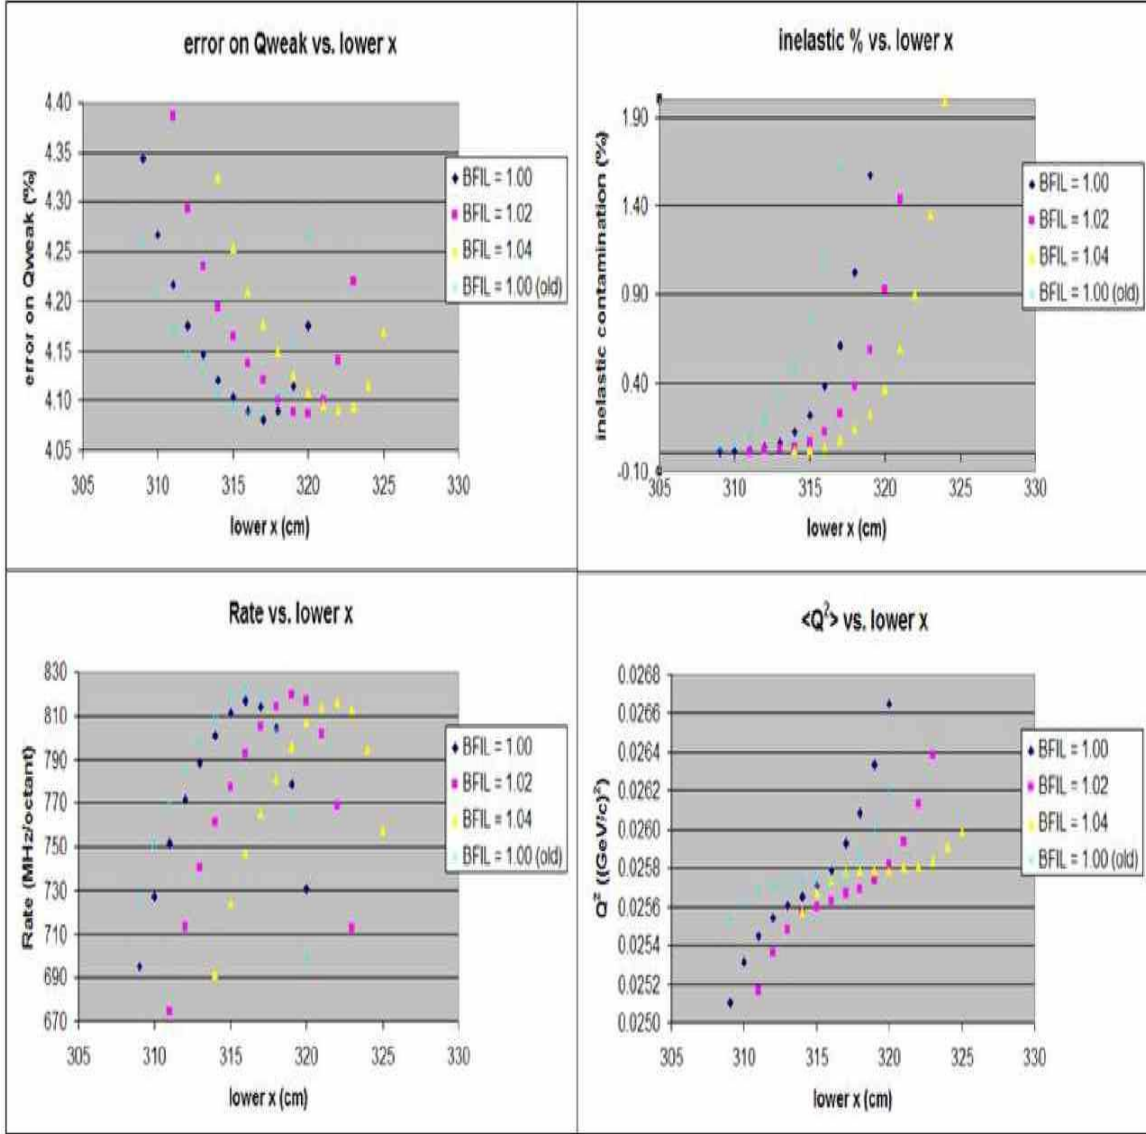 error on Qweak vs. lower x
4.40
4.35
4.30
4.25
4.20
4.15
4.10
4.05
error on Qweak (%)
305 310 315 320 325 330
lower x (cm)
BFIL = 1.00
BFIL = 1.02
BFIL = 1.04
BFIL = 1.00 (old)
inelastic % vs. lower x
1.90
1.40
0.90
0.40
-0.10
inelastic contamination (%)
305 310 315 320 325 330
lower x (cm)
BFIL = 1.00
BFIL = 1.02
BFIL = 1.04
BFIL = 1.00 (old)
Rate vs. lower x
830
810
790
770
750
730
710
690
670
Rate (MHz/octant)
305 310 315 320 325 330
lower x (cm)
BFIL = 1.00
BFIL = 1.02
BFIL = 1.04
BFIL = 1.00 (old)
<Q²> vs. lower x
0.0268
0.0266
0.0264
0.0262
0.0260
0.0258
0.0256
0.0254
0.0252
0.0250
Q² ((GeV/c)²)
305 310 315 320 325 330
lower x (cm)
BFIL = 1.00
BFIL = 1.02
BFIL = 1.04
BFIL = 1.00 (old)